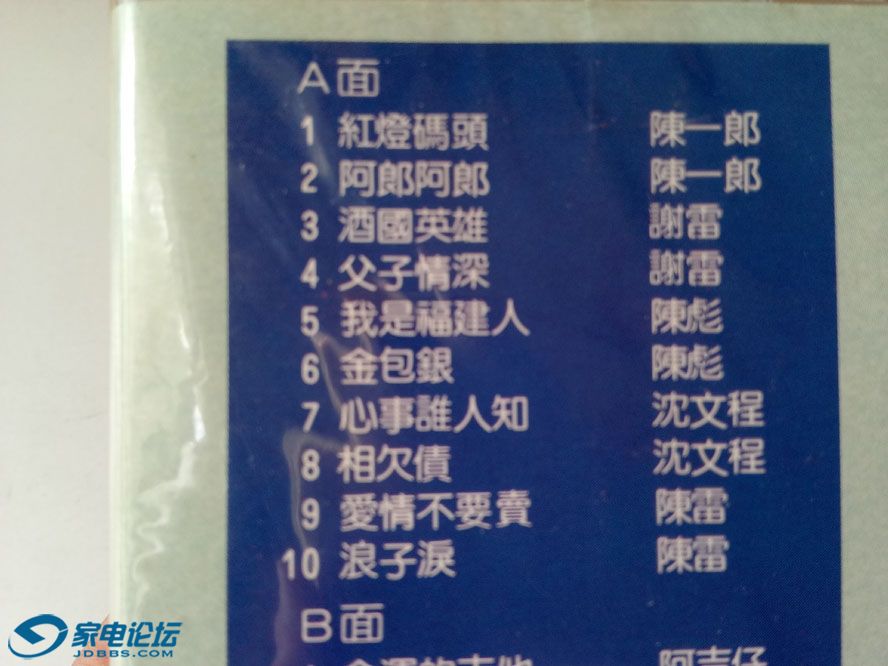 A面
1 紅燈碼頭 陳一郎
2 阿郎阿郎 陳一郎
3 酒國英雄 謝雷
4 父子情深 謝雷
5 我是福建人 陳彪
6 金包銀 陳彪
7 心事誰人知 沈文程
8 相欠債 沈文程
9 愛情不要賣 陳雷
10 浪子淚 陳雷
B面
阿吉仔
家电论坛
JDBBS.COM